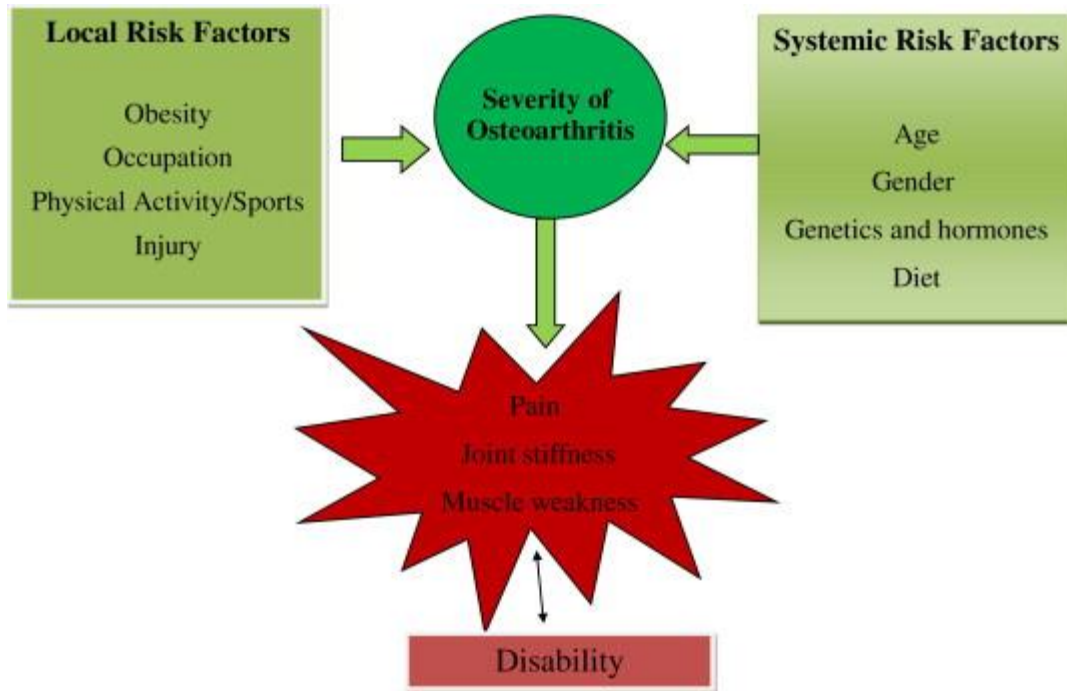 Local Risk Factors
Obesity
Occupation
Physical Activity/Sports
Injury
Severity of
Osteoarthritis
Systemic Risk Factors
Age
Gender
Genetics and hormones
Diet
Pain
Joint stiffness
Muscle weakness
Disability